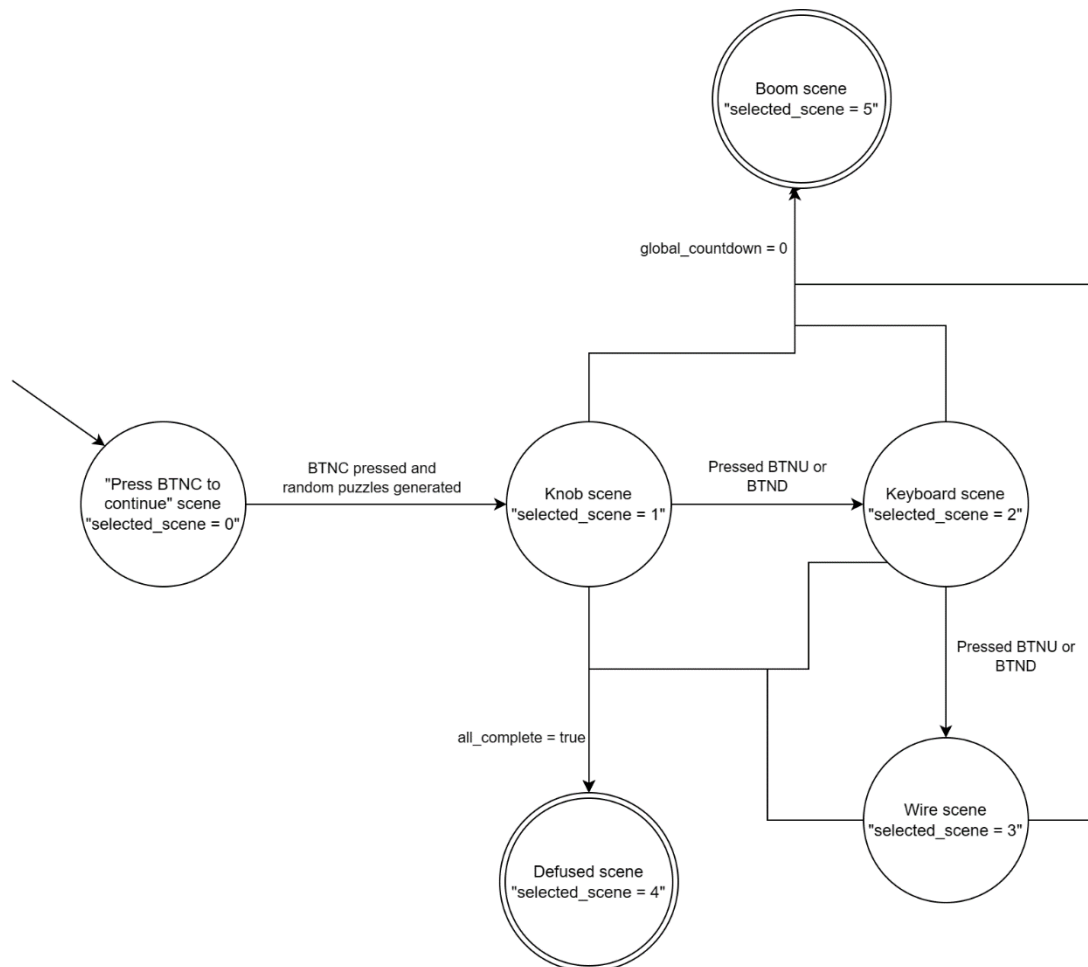 Boom scene
"selected_scene = 5"
global_countdown = 0
"Press BTNC to
continue" scene
"selected_scene = 0"
BTNC pressed and
random puzzles generated
Knob scene
"selected_scene = 1"
Pressed BTNU or
BTND
Keyboard scene
"selected_scene = 2"
Pressed BTNU or
BTND
all_complete = true
Wire scene
"selected_scene = 3"
Defused scene
"selected_scene = 4"